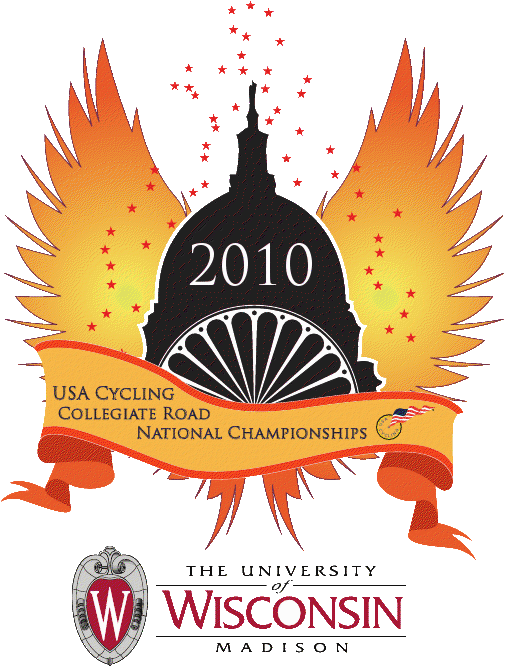 2010
USA Cycling
Collegiate Road
National Championships
W
THE UNIVERSITY
of
WISCONSIN
MADISON